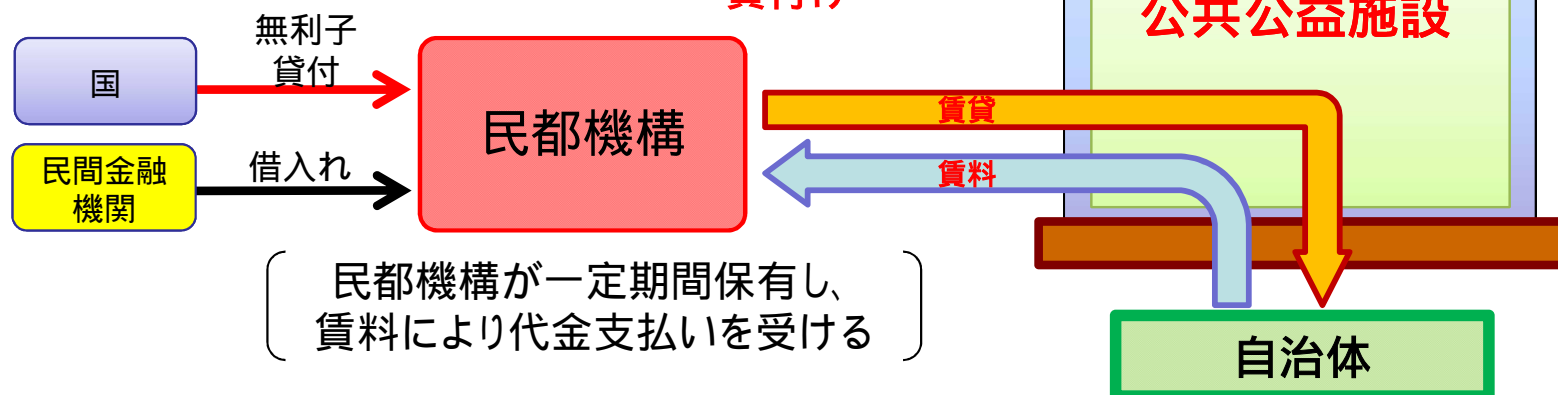 公共公益施設
無利子
貸付
国
民都機構
賃貸
民間金融
機関
借入れ
賃料
民都機構が一定期間保有し、
賃料により代金支払いを受ける
自治体